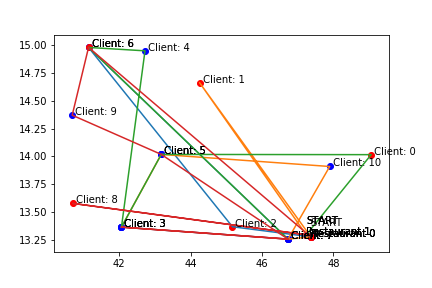 15.00
14.75
14.50
14.25
14.00
13.75
13.50
13.25
42
44
46
48
Client: 6
Client: 4
Client: 1
Client: 9
Client: 5
Client: 0
Client: 10
Client: 8
Client: 3
Client: 2
START
START